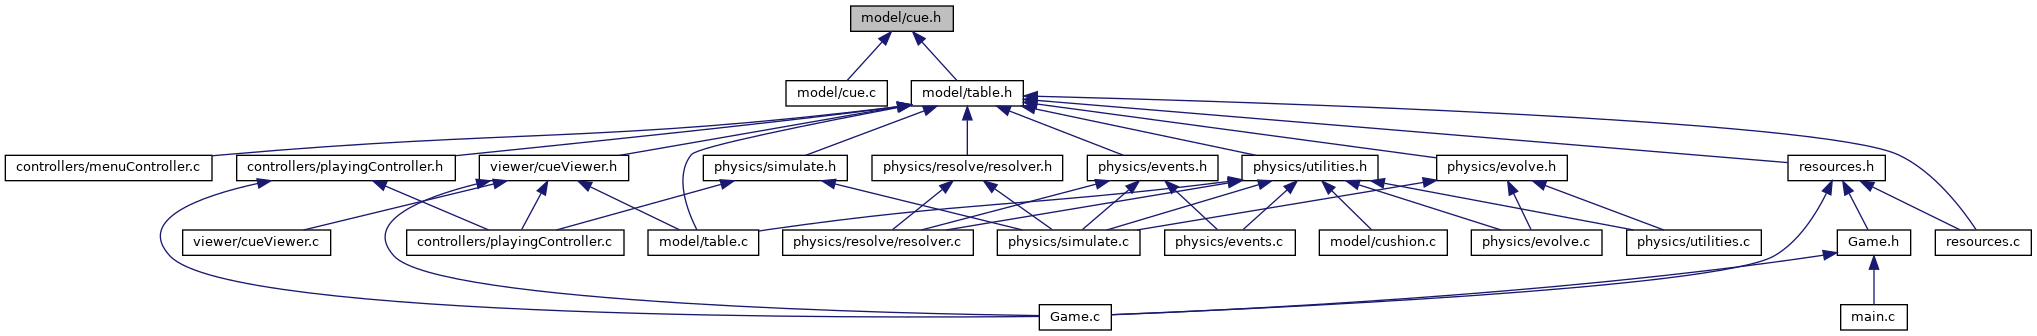 model/cue.h
model/cue.c
model/table.h
controllers/menuController.c
controllers/playingController.h
viewer/cueViewer.h
physics/simulate.h
physics/resolve/resolver.h
physics/events.h
physics/utilities.h
physics/evolve.h
resources.h
viewer/cueViewer.c
controllers/playingController.c
model/table.c
physics/resolve/resolver.c
physics/simulate.c
physics/events.c
model/cushion.c
physics/evolve.c
physics/utilities.c
Game.h
resources.c
Game.c
main.c